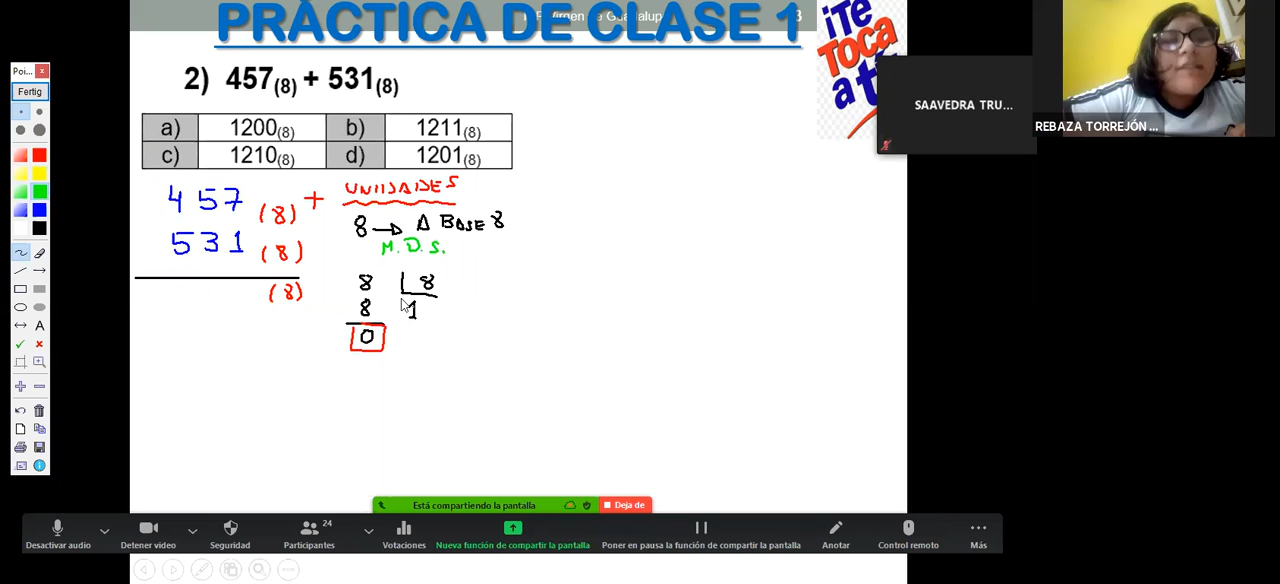 PRÁCTICA DE CLASE 1
¡TE
TOCA
a tí
2) 457(8) + 531(8)
a) 1200(8) b) 1211(8)
c) 1210(8) d) 1201(8)
457 (8) +
531 (8)
(8)
UNIDADES
8 → A BASE 8
M.D.S.
8 8
8 1
0
Poi...
Fertig
A
SAAVEDRA TRU...
REBAZA TORREJÓN ...
Está compartiendo la pantalla
Deja de
Desactivar audio
Detener video
Seguridad
24
Participantes
Votaciones
Nueva función de compartir la pantalla
Poner en pausa la función de compartir la pantalla
Anotar
Control remoto
Más